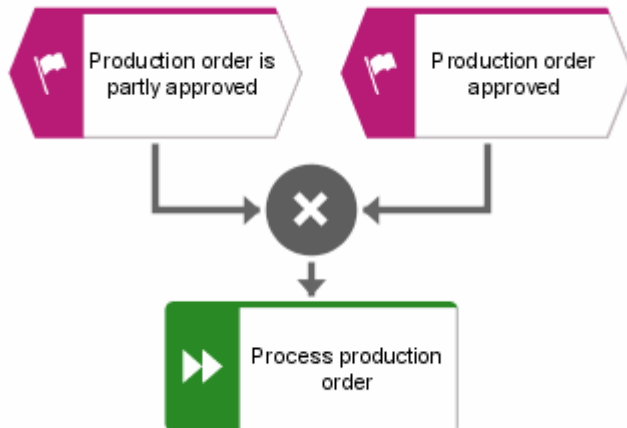 Production order is
partly approved
Production order
approved
Process production
order